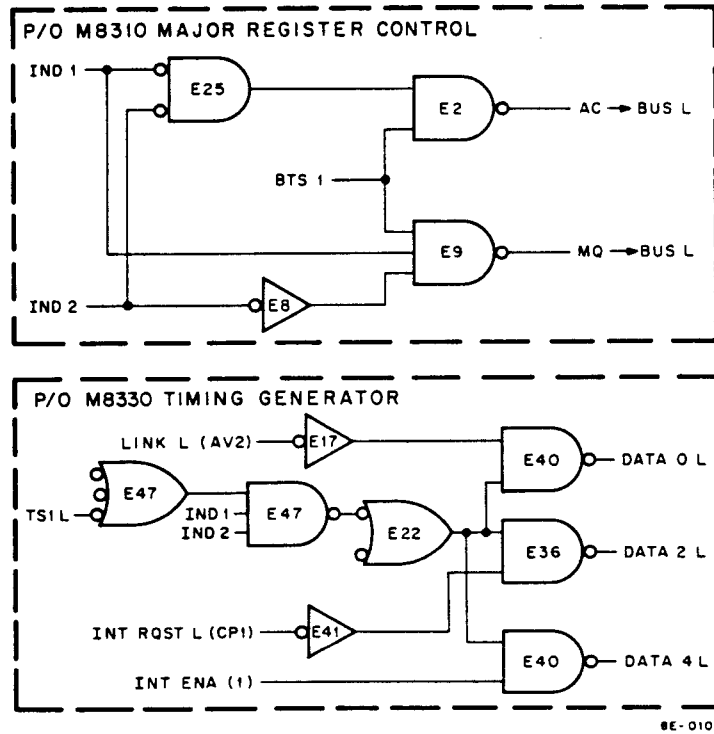 P/O M8310 MAJOR REGISTER CONTROL
IND 1
E25
E2
AC → BUS L
BTS 1
E9
MQ → BUS L
IND 2
E8
P/O M8330 TIMING GENERATOR
LINK L (AV2)
E17
E40
DATA 0 L
E47
TS1 L
IND 1
IND 2
E47
E22
E36
DATA 2 L
INT RQST L (CP1)
E41
E40
DATA 4 L
INT ENA (1)
8E-010